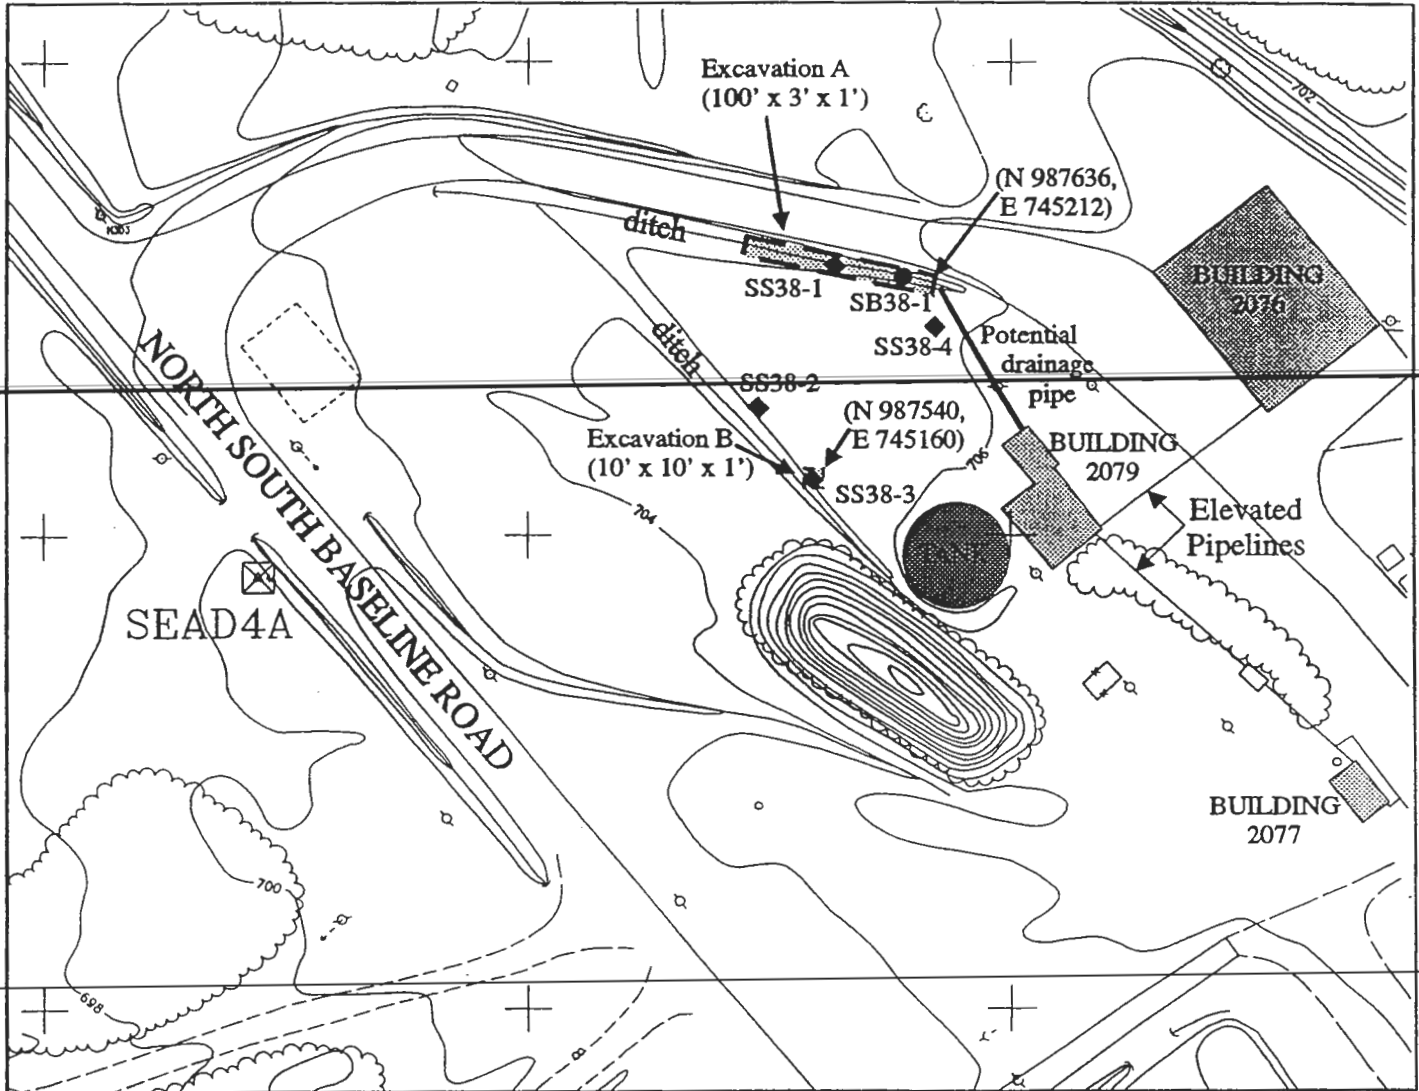 Excavation A
(100' x 3' x 1')
702
(N 987636,
E 745212)
ditch
BUILDING
2076
SS38-1
SB38-1
SS38-4
Potential
drainage
pipe
ditch
SS38-2
(N 987540,
E 745160)
Excavation B
(10' x 10' x 1')
SS38-3
706
BUILDING
2079
704
Elevated
Pipelines
TANK
NORTH SOUTH BASELINE ROAD
SEAD4A
BUILDING
2077
700
698